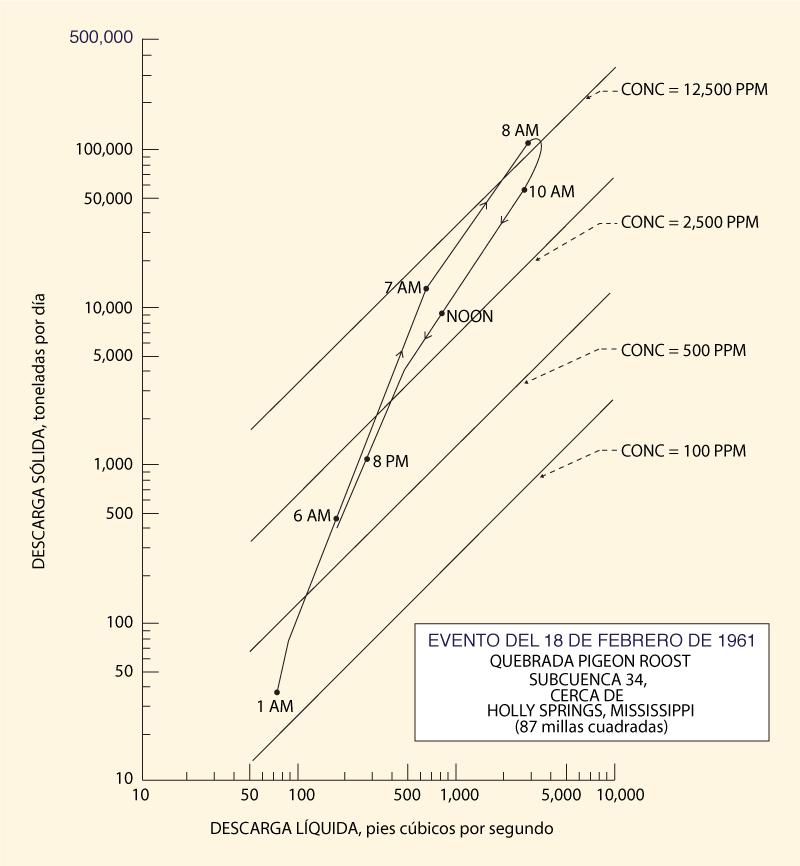 500,000
100,000
50,000
10,000
5,000
1,000
500
100
50
10
DESCARGA SÓLIDA, toneladas por día
CONC = 12,500 PPM
8 AM
10 AM
CONC = 2,500 PPM
7 AM
NOON
CONC = 500 PPM
8 PM
CONC = 100 PPM
6 AM
1 AM
EVENTO DEL 18 DE FEBRERO DE 1961
QUEBRADA PIGEON ROOST
SUBCUENCA 34,
CERCA DE
HOLLY SPRINGS, MISSISSIPPI
(87 millas cuadradas)
10 50 100 500 1,000 5,000 10,000
DESCARGA LÍQUIDA, pies cúbicos por segundo